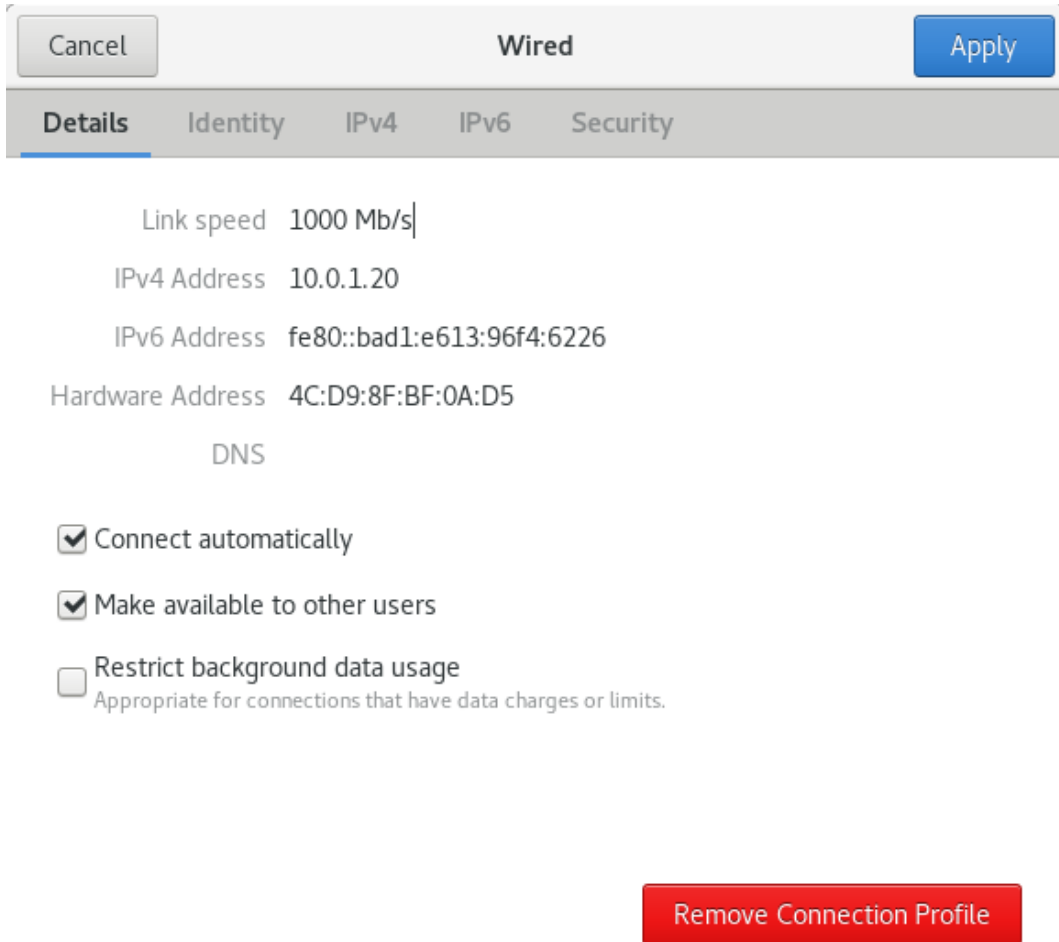 Cancel Wired Apply
Details Identity IPv4 IPv6 Security
Link speed 1000 Mb/s
IPv4 Address 10.0.1.20
IPv6 Address fe80::bad1:e613:96f4:6226
Hardware Address 4C:D9:8F:BF:0A:D5
DNS
Connect automatically
Make available to other users
Restrict background data usage
Appropriate for connections that have data charges or limits.
Remove Connection Profile